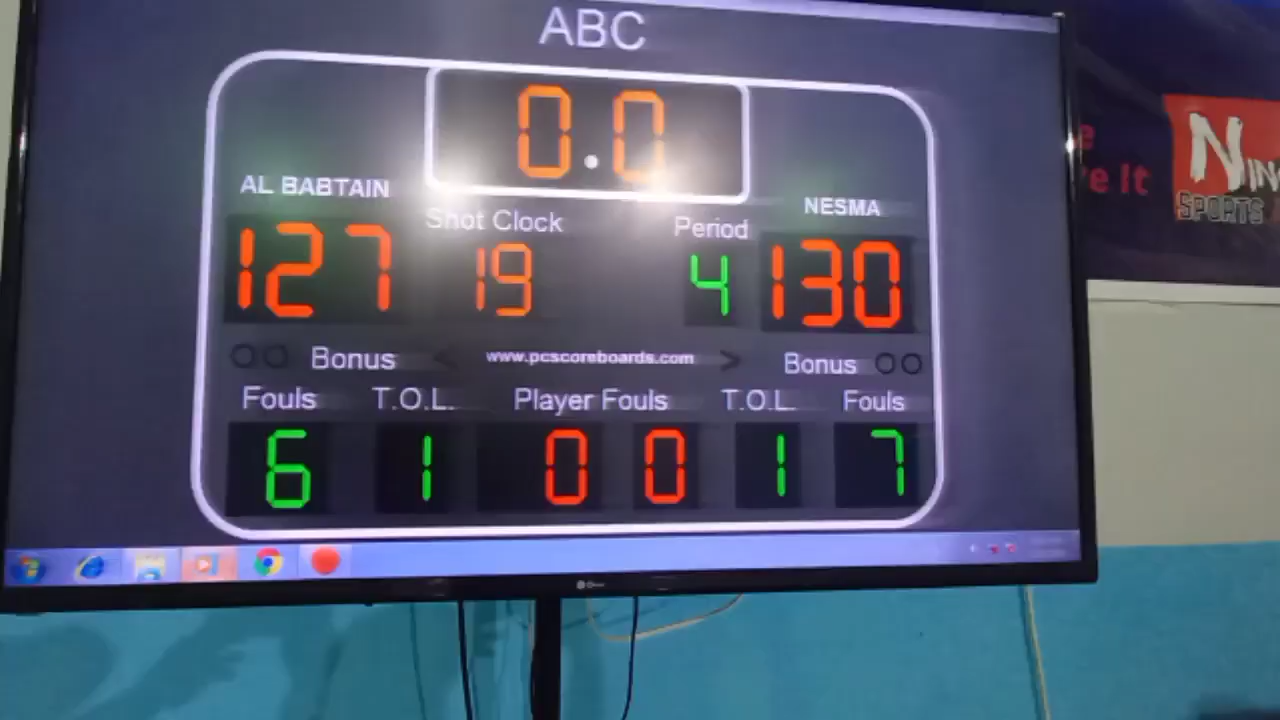 ABC
0.0
AL BABTAIN
NESMA
Shot Clock
Period
127
19
4
130
Bonus < www.pcscoreboards.com > Bonus
Fouls T.O.L. Player Fouls T.O.L. Fouls
6 1 0 0 1 7
e
e It
SPORTS